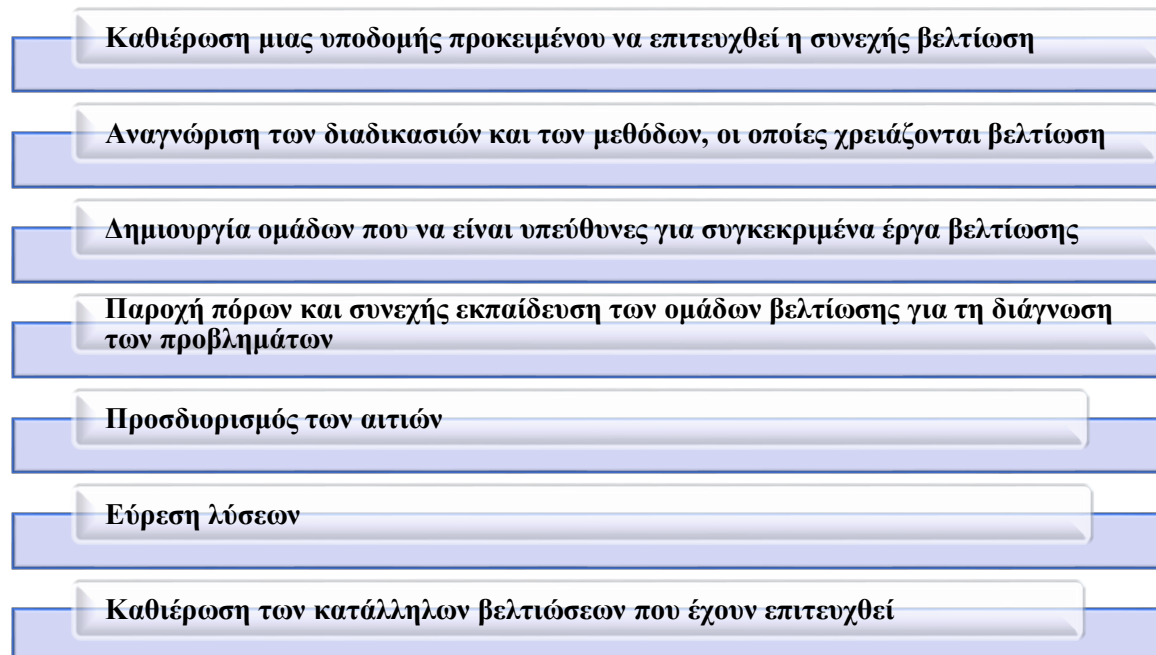 Καθιέρωση μιας υποδομής προκειμένου να επιτευχθεί η συνεχής βελτίωση
Αναγνώριση των διαδικασιών και των μεθόδων, οι οποίες χρειάζονται βελτίωση
Δημιουργία ομάδων που να είναι υπεύθυνες για συγκεκριμένα έργα βελτίωσης
Παροχή πόρων και συνεχής εκπαίδευση των ομάδων βελτίωσης για τη διάγνωση
των προβλημάτων
Προσδιορισμός των αιτιών
Εύρεση λύσεων
Καθιέρωση των κατάλληλων βελτιώσεων που έχουν επιτευχθεί